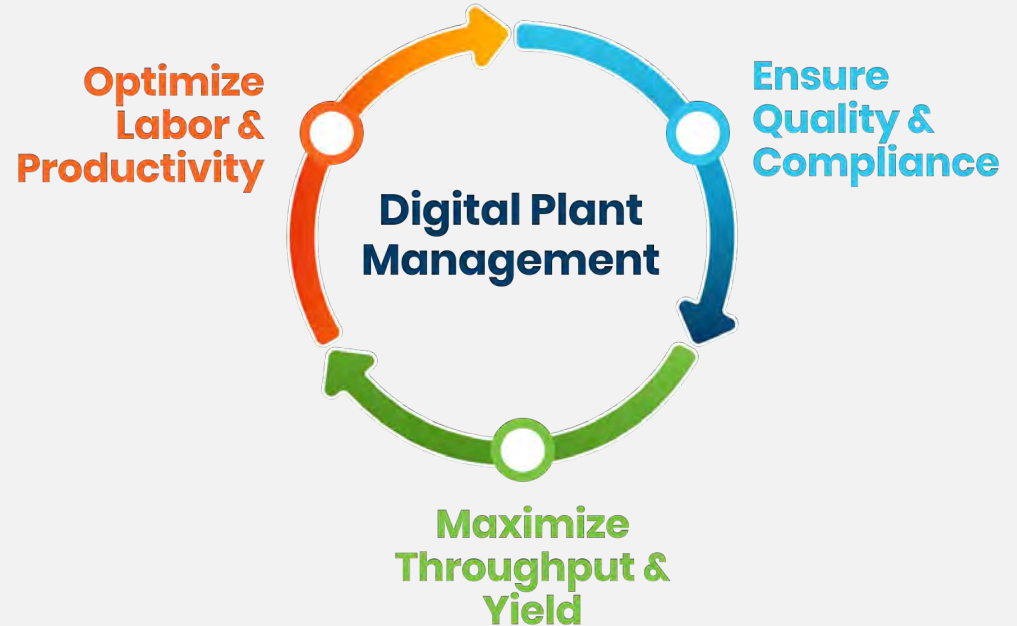 Optimize
Labor &
Productivity
Ensure
Quality &
Compliance
Digital Plant
Management
Maximize
Throughput &
Yield